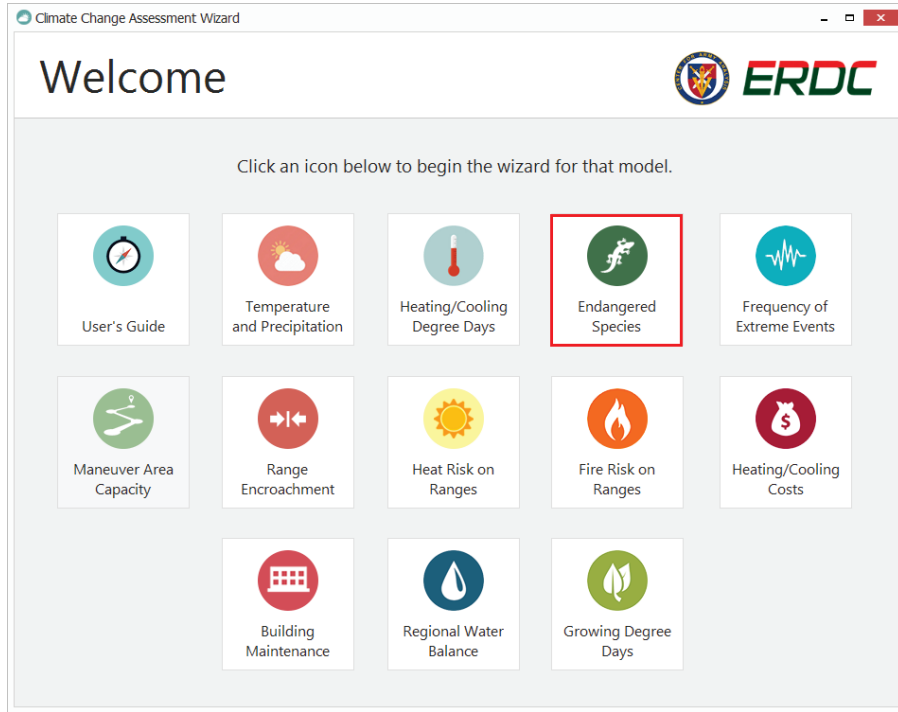 Climate Change Assessment Wizard
Welcome
ERDC
Click an icon below to begin the wizard for that model.
User's Guide
Temperature
and Precipitation
Heating/Cooling
Degree Days
Endangered
Species
Frequency of
Extreme Events
Maneuver Area
Capacity
Range
Encroachment
Heat Risk on
Ranges
Fire Risk on
Ranges
$
Heating/Cooling
Costs
Building
Maintenance
Regional Water
Balance
Growing Degree
Days